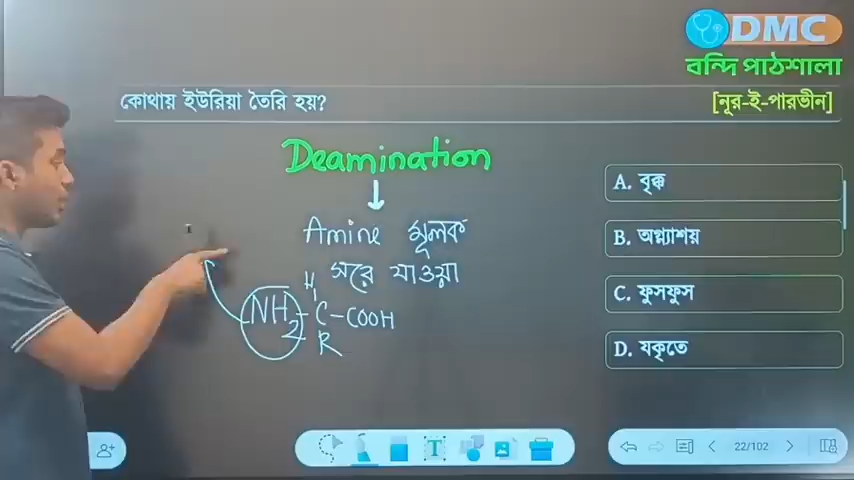 DMC
বন্দি পাঠশালা
কোথায় ইউরিয়া তৈরি হয়?
[নূর-ই-পারভীন]
Deamination
Amine মূলক
সরে যাওয়া
H
NH2-C-COOH
R
A. বৃক্ক
B. অগ্ন্যাশয়
C. ফুসফুস
D. যকৃতে
T
22/102